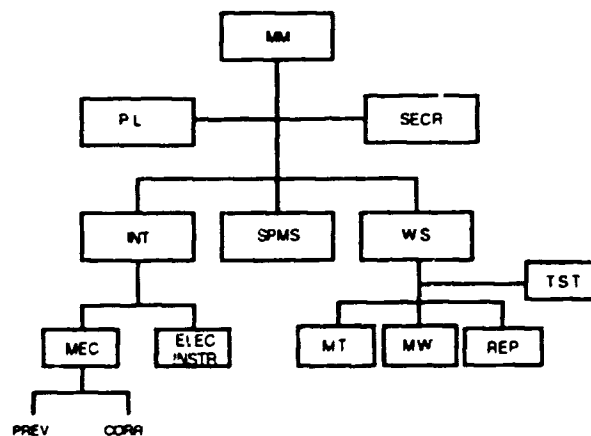 MM
PL
SECR
INT
SPMS
WS
TST
MEC
ELEC
INSTR
MT
MW
REP
PREV
CORR